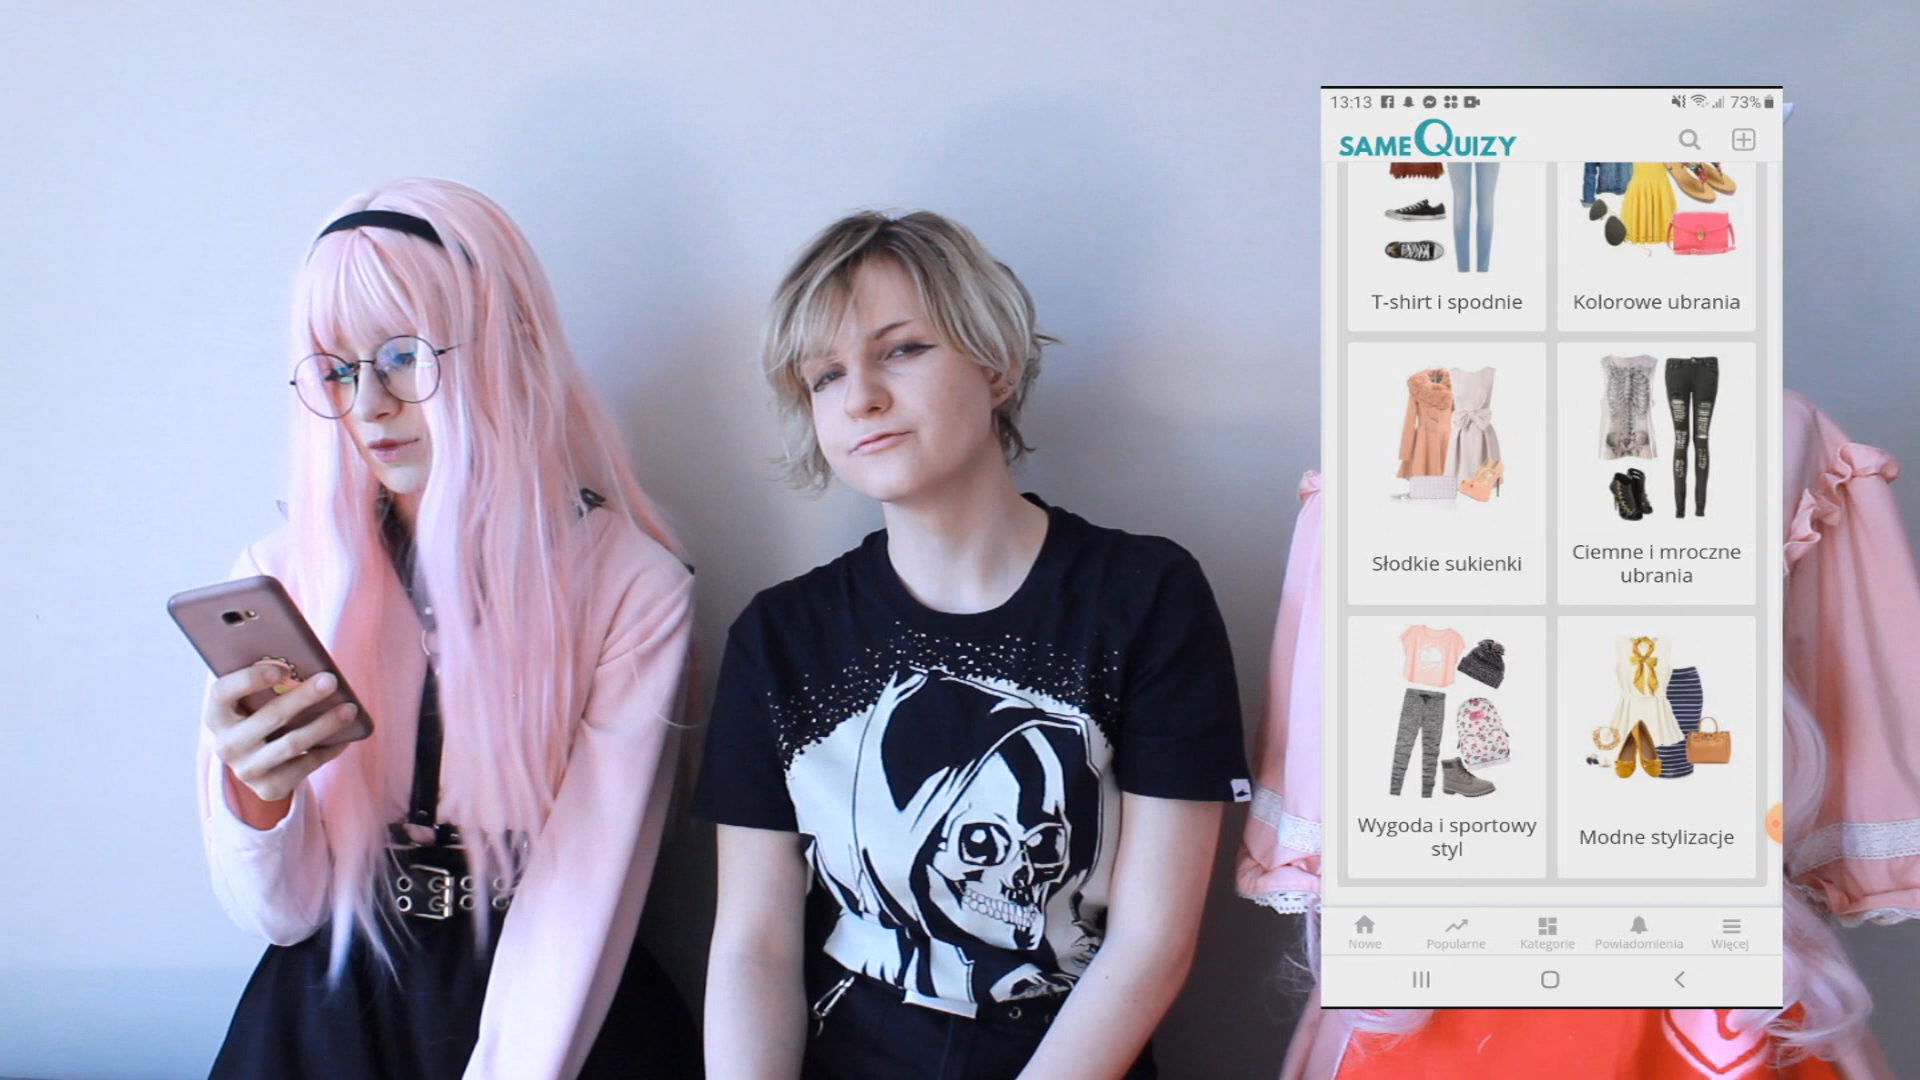 13:13
73%
SAMEQUIZY
T-shirt i spodnie
Kolorowe ubrania
Słodkie sukienki
Ciemne i mroczne
ubrania
Wygoda i sportowy
styl
Modne stylizacje
Nowe
Popularne
Kategorie
Powiadomienia
Więcej